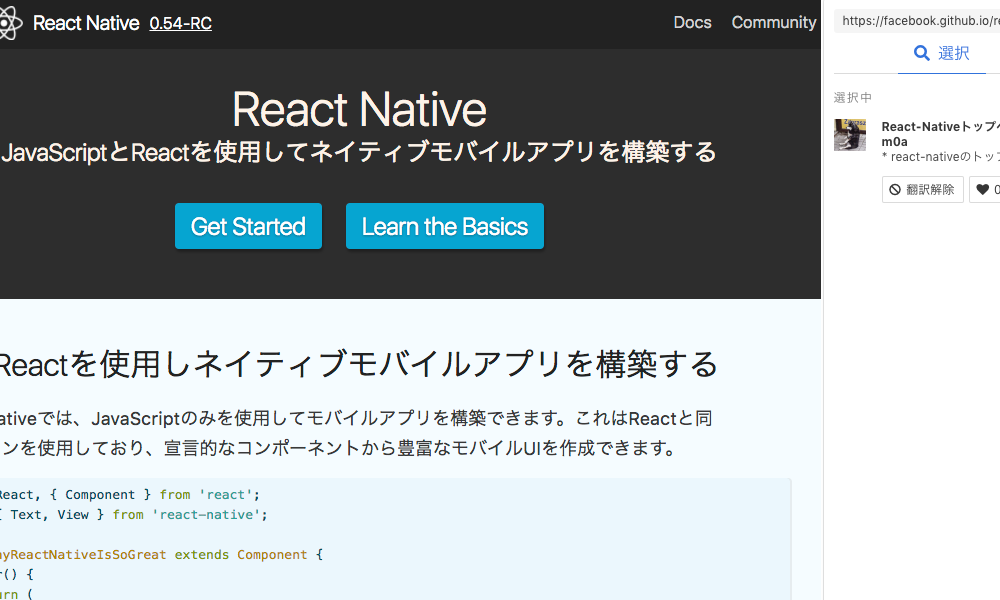 React Native 0.54-RC
Docs Community
React Native
JavaScriptとReactを使用してネイティブモバイルアプリを構築する
Get Started Learn the Basics
Reactを使用しネイティブモバイルアプリを構築する
ativeでは、JavaScriptのみを使用してモバイルアプリを構築できます。これはReactと同
ンを使用しており、宣言的なコンポーネントから豊富なモバイルUIを作成できます。
React, { Component } from 'react';
{ Text, View } from 'react-native';
yReactNativeIsSoGreat extends Component {
() {
urn (
https://facebook.github.io/re
選択
選択中
React-Nativeトップペ
m0a
* react-nativeのトップ
翻訳解除 0